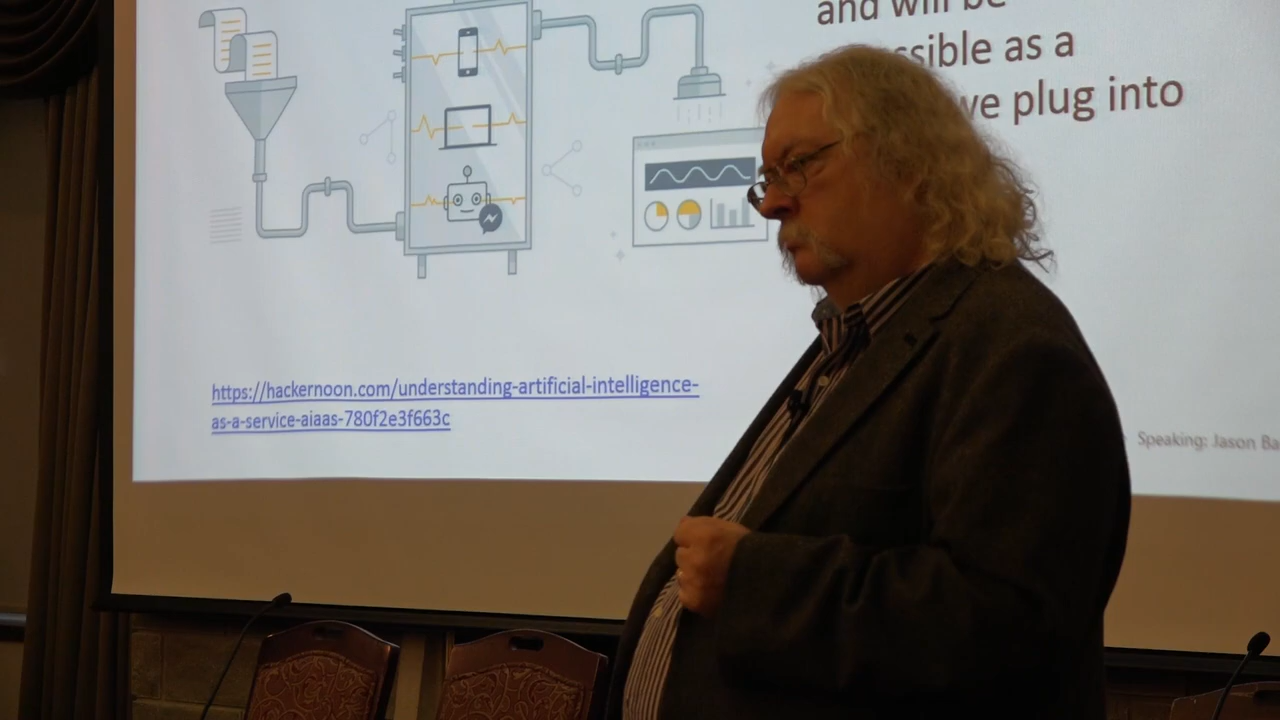 and will be
ssible as a
we plug into
https://hackernoon.com/understanding-artificial-intelligence-
as-a-service-aiaas-780f2e3f663c
Speaking: Jason Ba